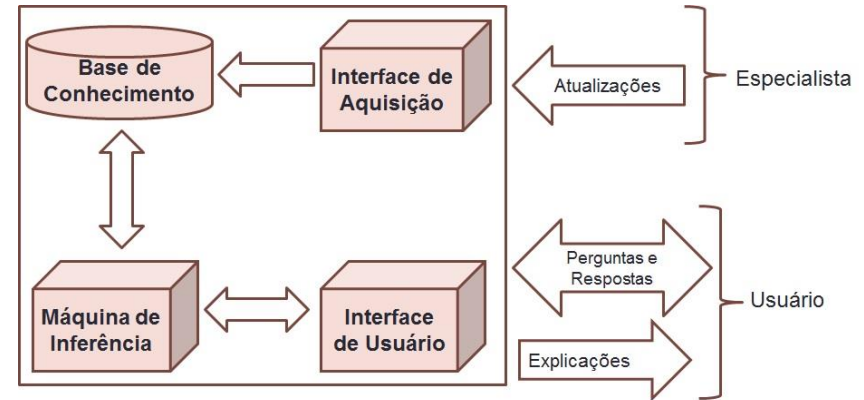 Base de
Conhecimento
Interface de
Aquisição
Atualizações
Especialista
Máquina de
Inferência
Interface
de Usuário
Perguntas e
Respostas
Usuário
Explicações